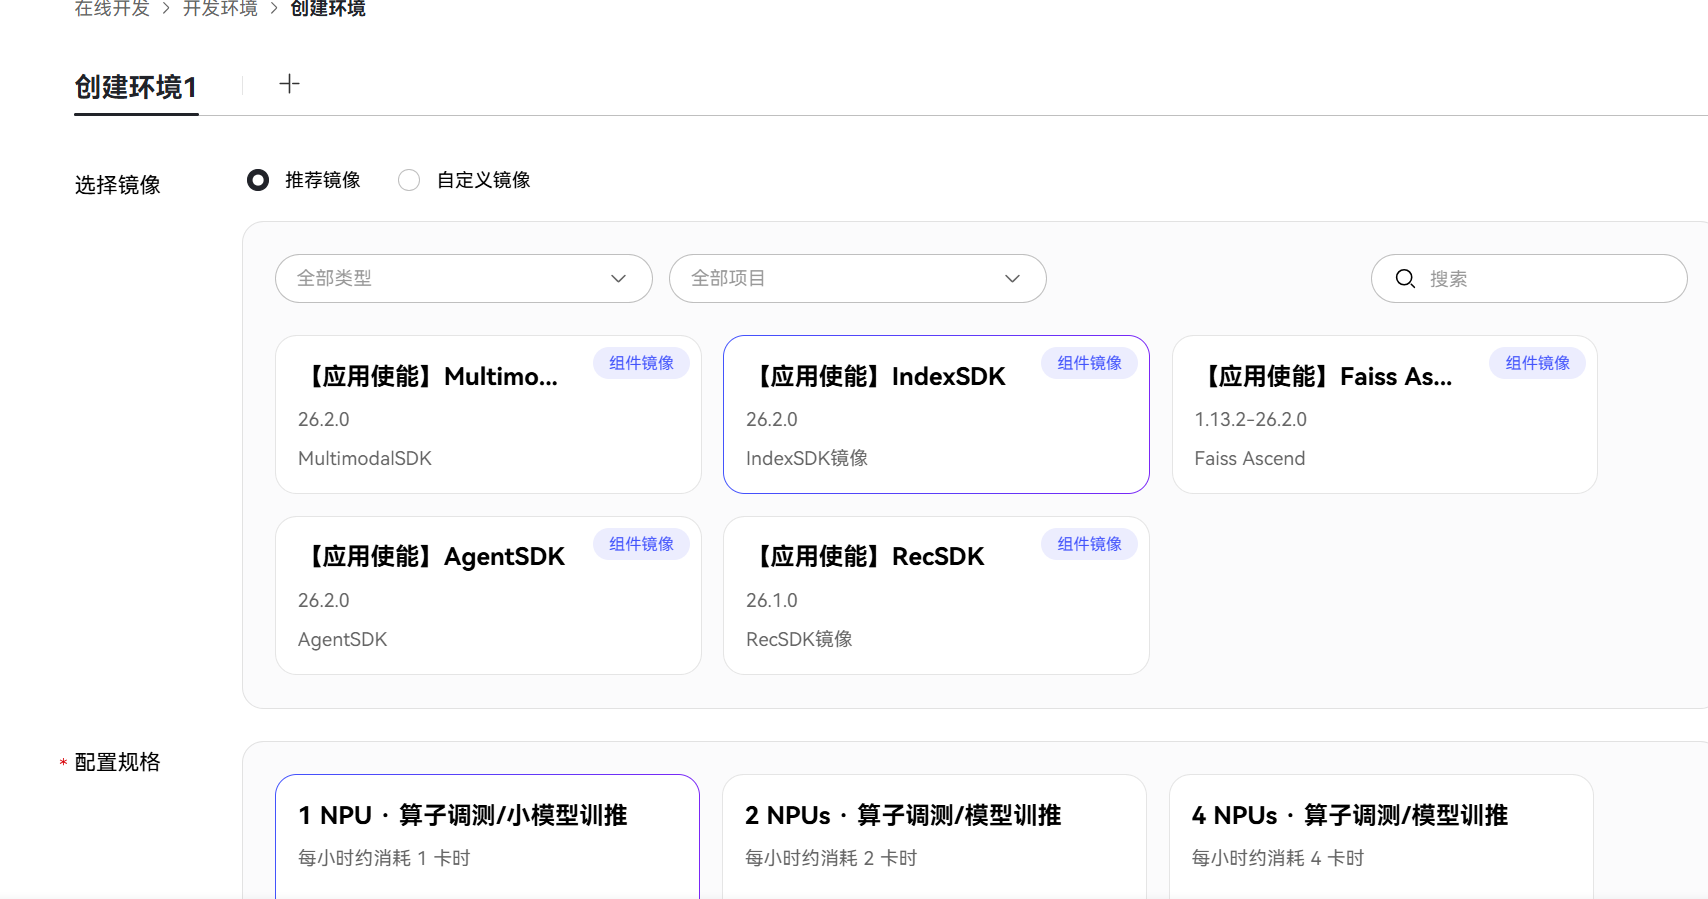 在线开发 > 开发环境 > 创建环境
创建环境1
选择镜像
推荐镜像
自定义镜像
全部类型
全部项目
搜索
【应用使能】Multimo...
组件镜像
26.2.0
MultimodalSDK
【应用使能】IndexSDK
组件镜像
26.2.0
IndexSDK镜像
【应用使能】Faiss As...
组件镜像
1.13.2-26.2.0
Faiss Ascend
【应用使能】AgentSDK
组件镜像
26.2.0
AgentSDK
【应用使能】RecSDK
组件镜像
26.1.0
RecSDK镜像
* 配置规格
1 NPU · 算子调测/小模型训推
每小时约消耗 1 卡时
2 NPUs · 算子调测/模型训推
每小时约消耗 2 卡时
4 NPUs · 算子调测/模型训推
每小时约消耗 4 卡时